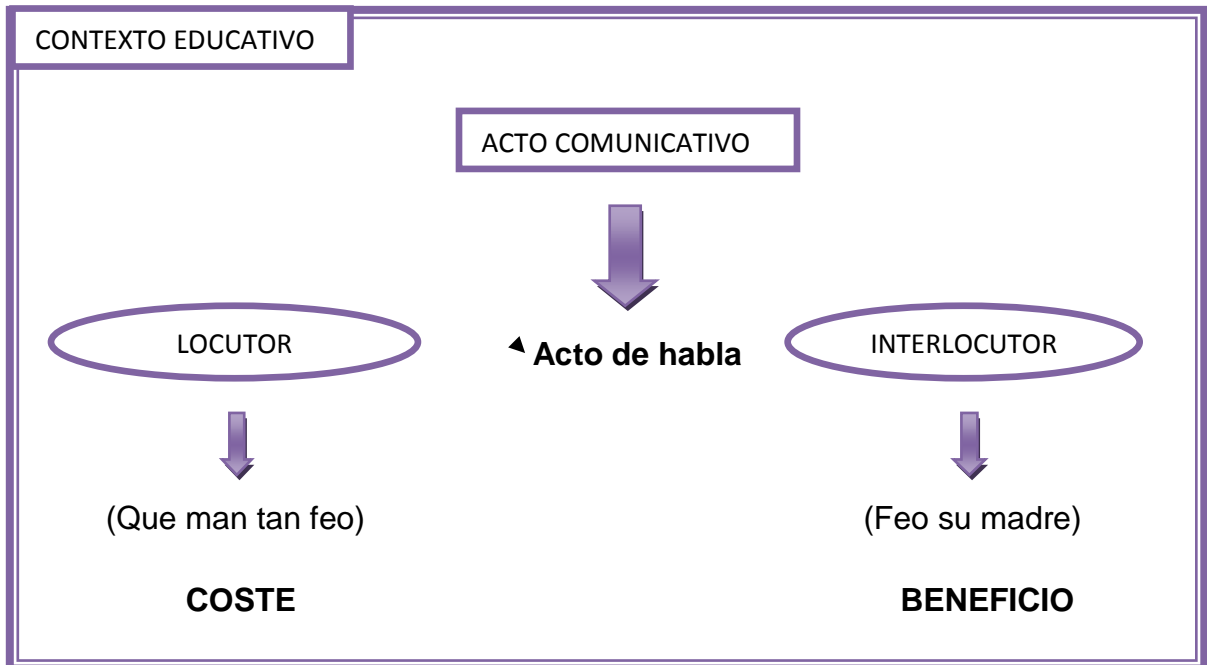 CONTEXTO EDUCATIVO
ACTO COMUNICATIVO
LOCUTOR
Acto de habla
INTERLOCUTOR
(Que man tan feo)
(Feo su madre)
COSTE
BENEFICIO